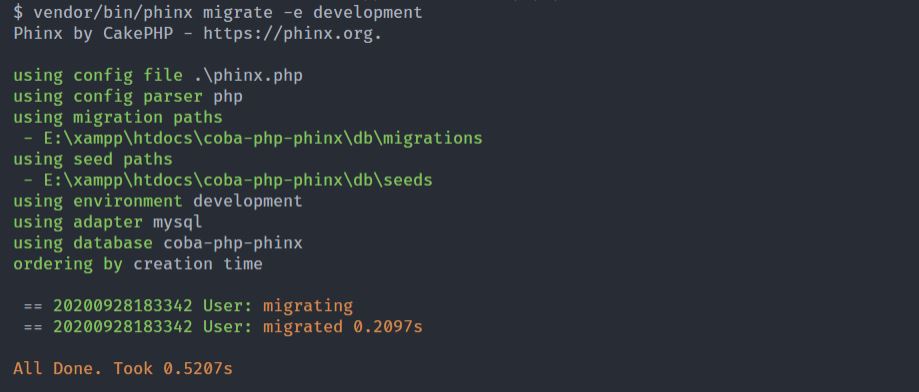 $ vendor/bin/phinx migrate -e development
Phinx by CakePHP - https://phinx.org.
using config file .\phinx.php
using config parser php
using migration paths
- E:\xampp\htdocs\coba-php-phinx\db\migrations
using seed paths
- E:\xampp\htdocs\coba-php-phinx\db\seeds
using environment development
using adapter mysql
using database coba-php-phinx
ordering by creation time
== 20200928183342 User: migrating
== 20200928183342 User: migrated 0.2097s
All Done. Took 0.5207s